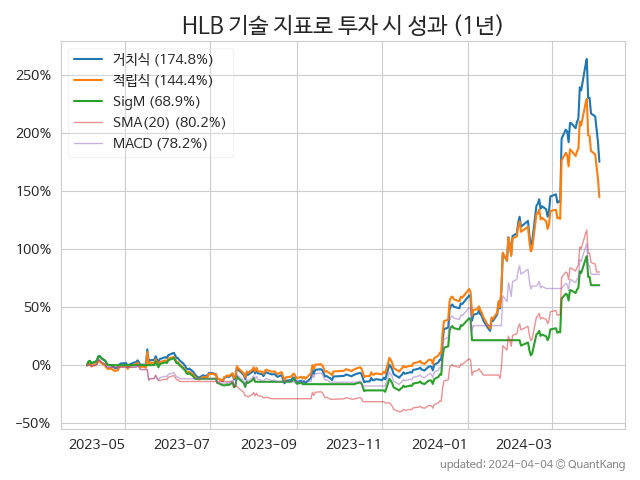 HLB 기술 지표로 투자 시 성과 (1년)
거치식 (174.8%)
적립식 (144.4%)
SigM (68.9%)
SMA(20) (80.2%)
MACD (78.2%)
250%
200%
150%
100%
50%
0%
−50%
2023-05
2023-07
2023-09
2023-11
2024-01
2024-03
updated: 2024-04-04 © QuantKang